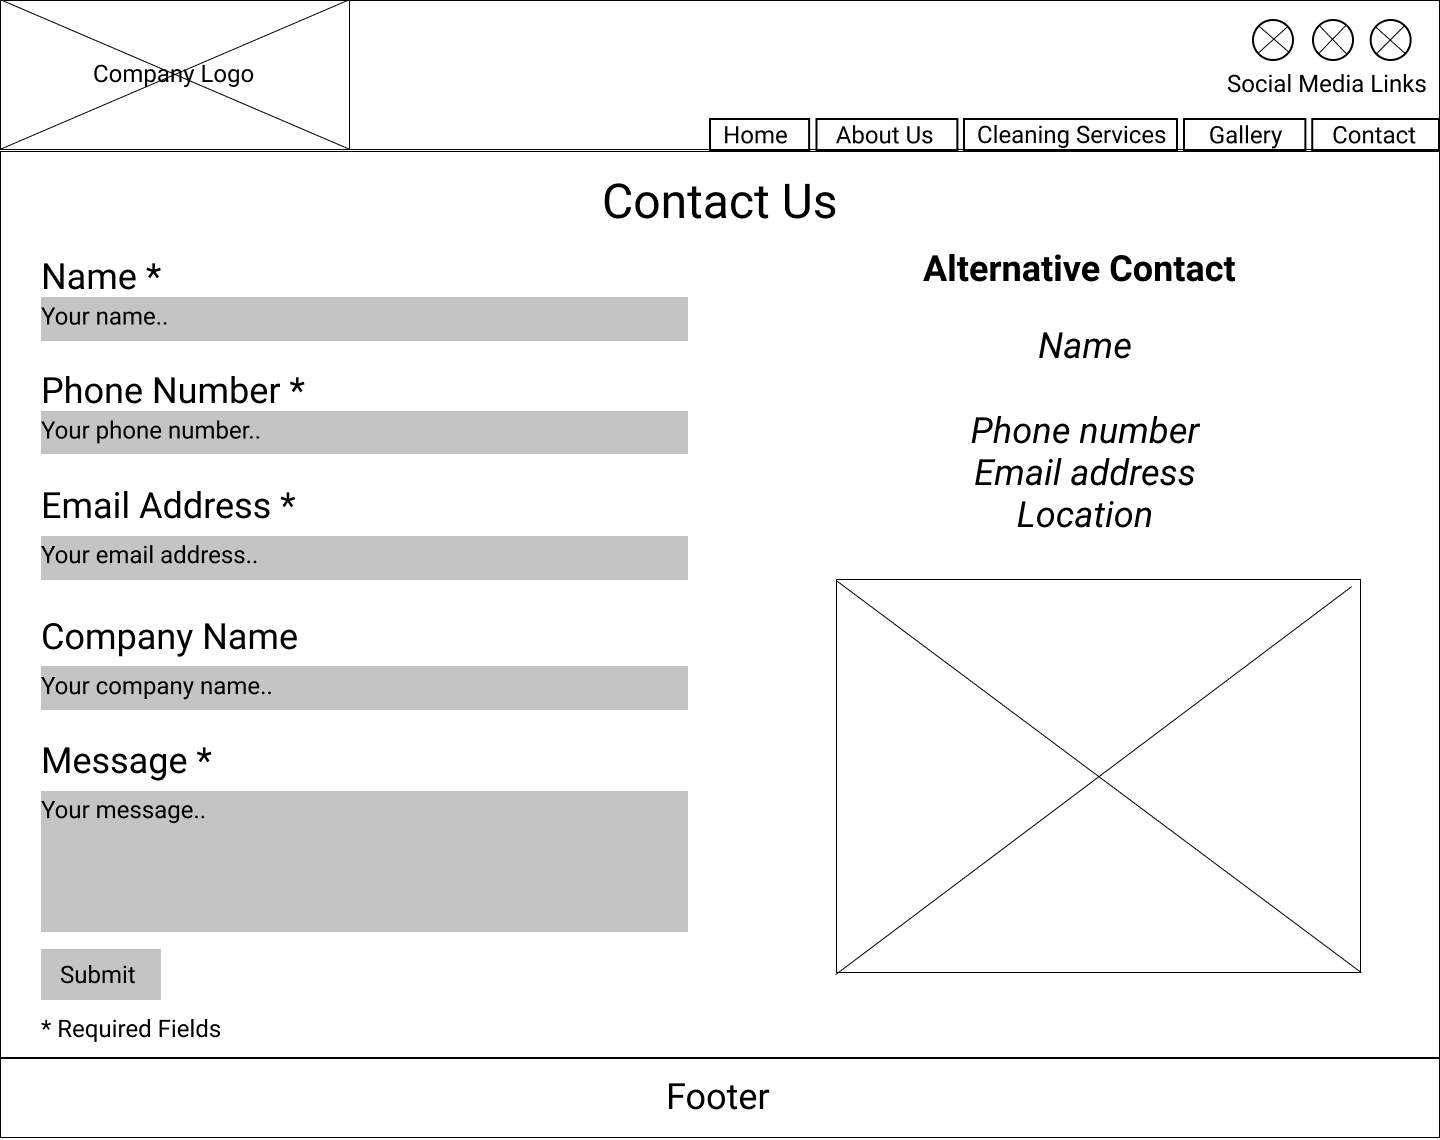 Company Logo
Social Media Links
Home
About Us
Cleaning Services
Gallery
Contact
Contact Us
Name *
Your name..
Phone Number *
Your phone number..
Email Address *
Your email address..
Company Name
Your company name..
Message *
Your message..
Submit
* Required Fields
Alternative Contact
Name
Phone number
Email address
Location
Footer